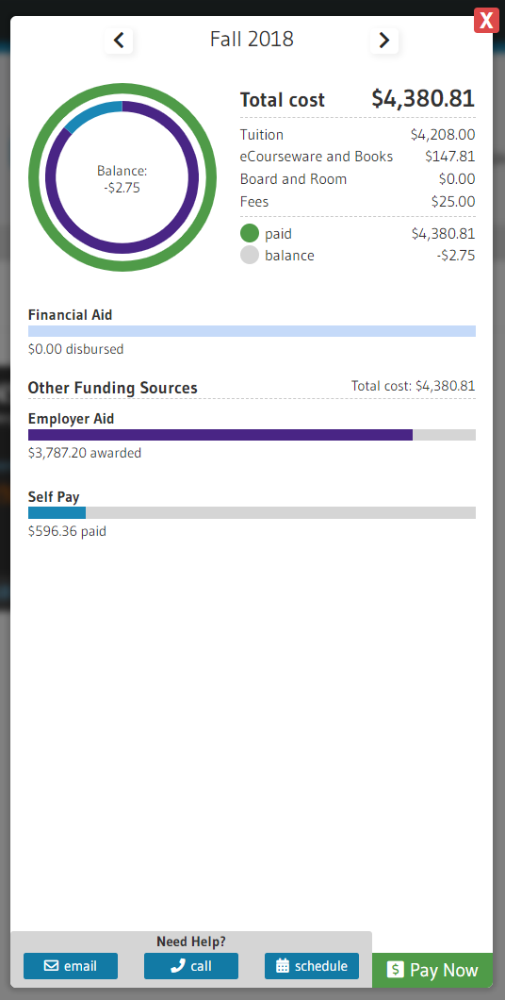 X
Fall 2018
Balance:
-$2.75
Total cost $4,380.81
Tuition $4,208.00
eCourseware and Books $147.81
Board and Room $0.00
Fees $25.00
paid $4,380.81
balance -$2.75
Financial Aid
$0.00 disbursed
Other Funding Sources Total cost: $4,380.81
Employer Aid
$3,787.20 awarded
Self Pay
$596.36 paid
Need Help?
email call schedule $ Pay Now